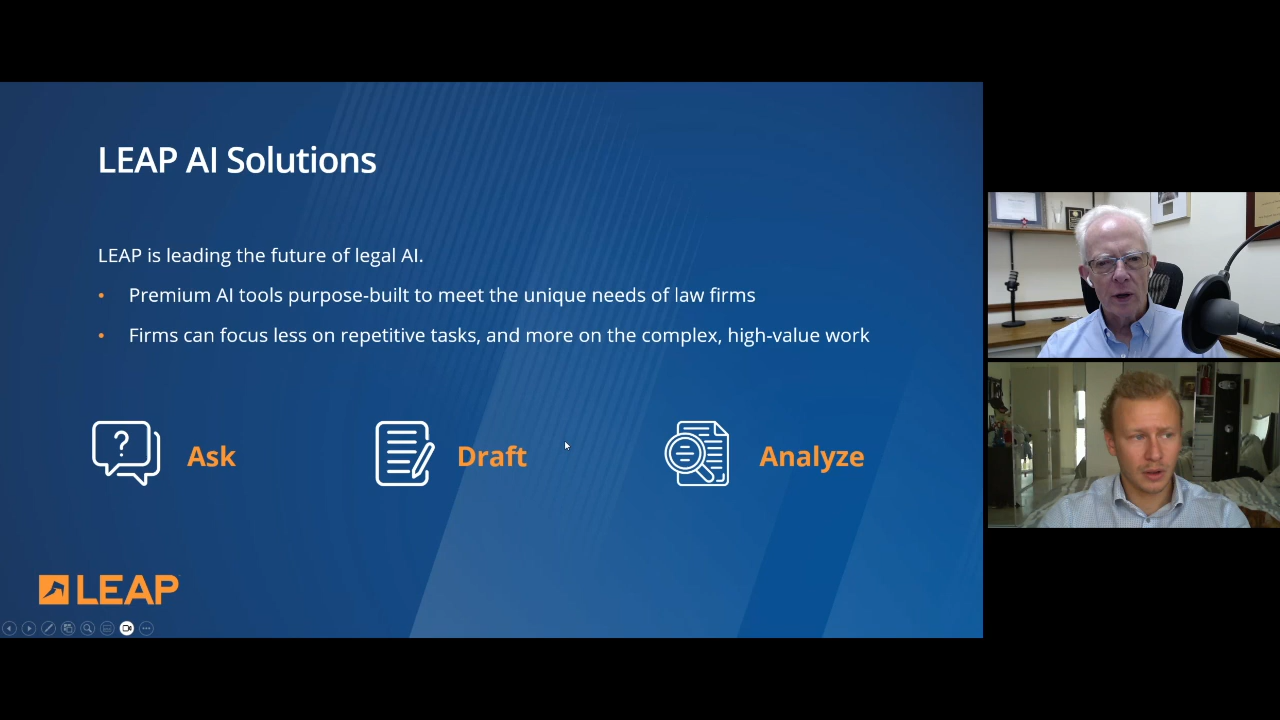 LEAP AI Solutions
LEAP is leading the future of legal AI.
• Premium AI tools purpose-built to meet the unique needs of law firms
• Firms can focus less on repetitive tasks, and more on the complex, high-value work
?
Ask
Draft
Analyze
LEAP